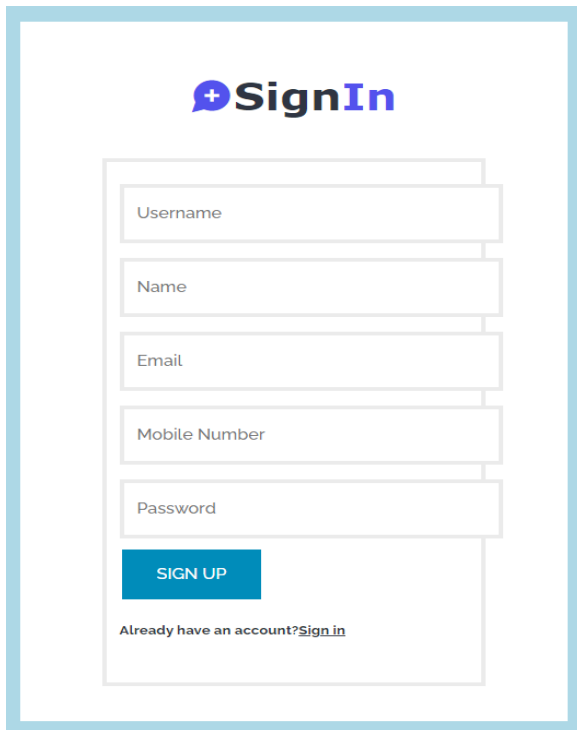 SignIn
Username
Name
Email
Mobile Number
Password
SIGN UP
Already have an account?Sign in